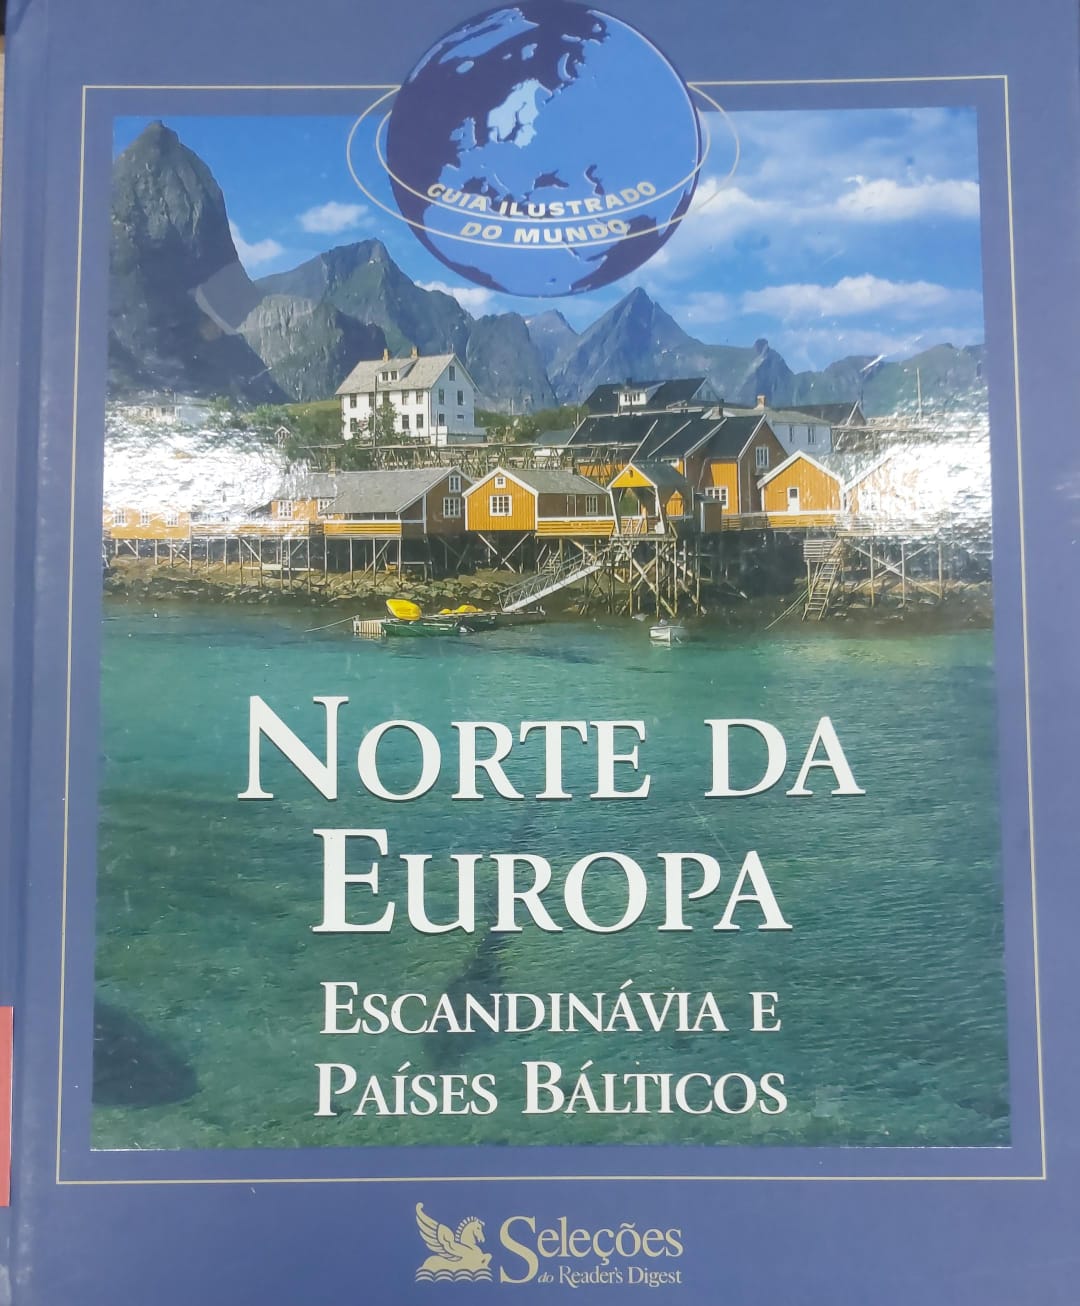 GUIA ILUSTRADO
DO MUNDO
NORTE DA
EUROPA
ESCANDINÁVIA E
PAÍSES BÁLTICOS
Seleções
do Reader's Digest